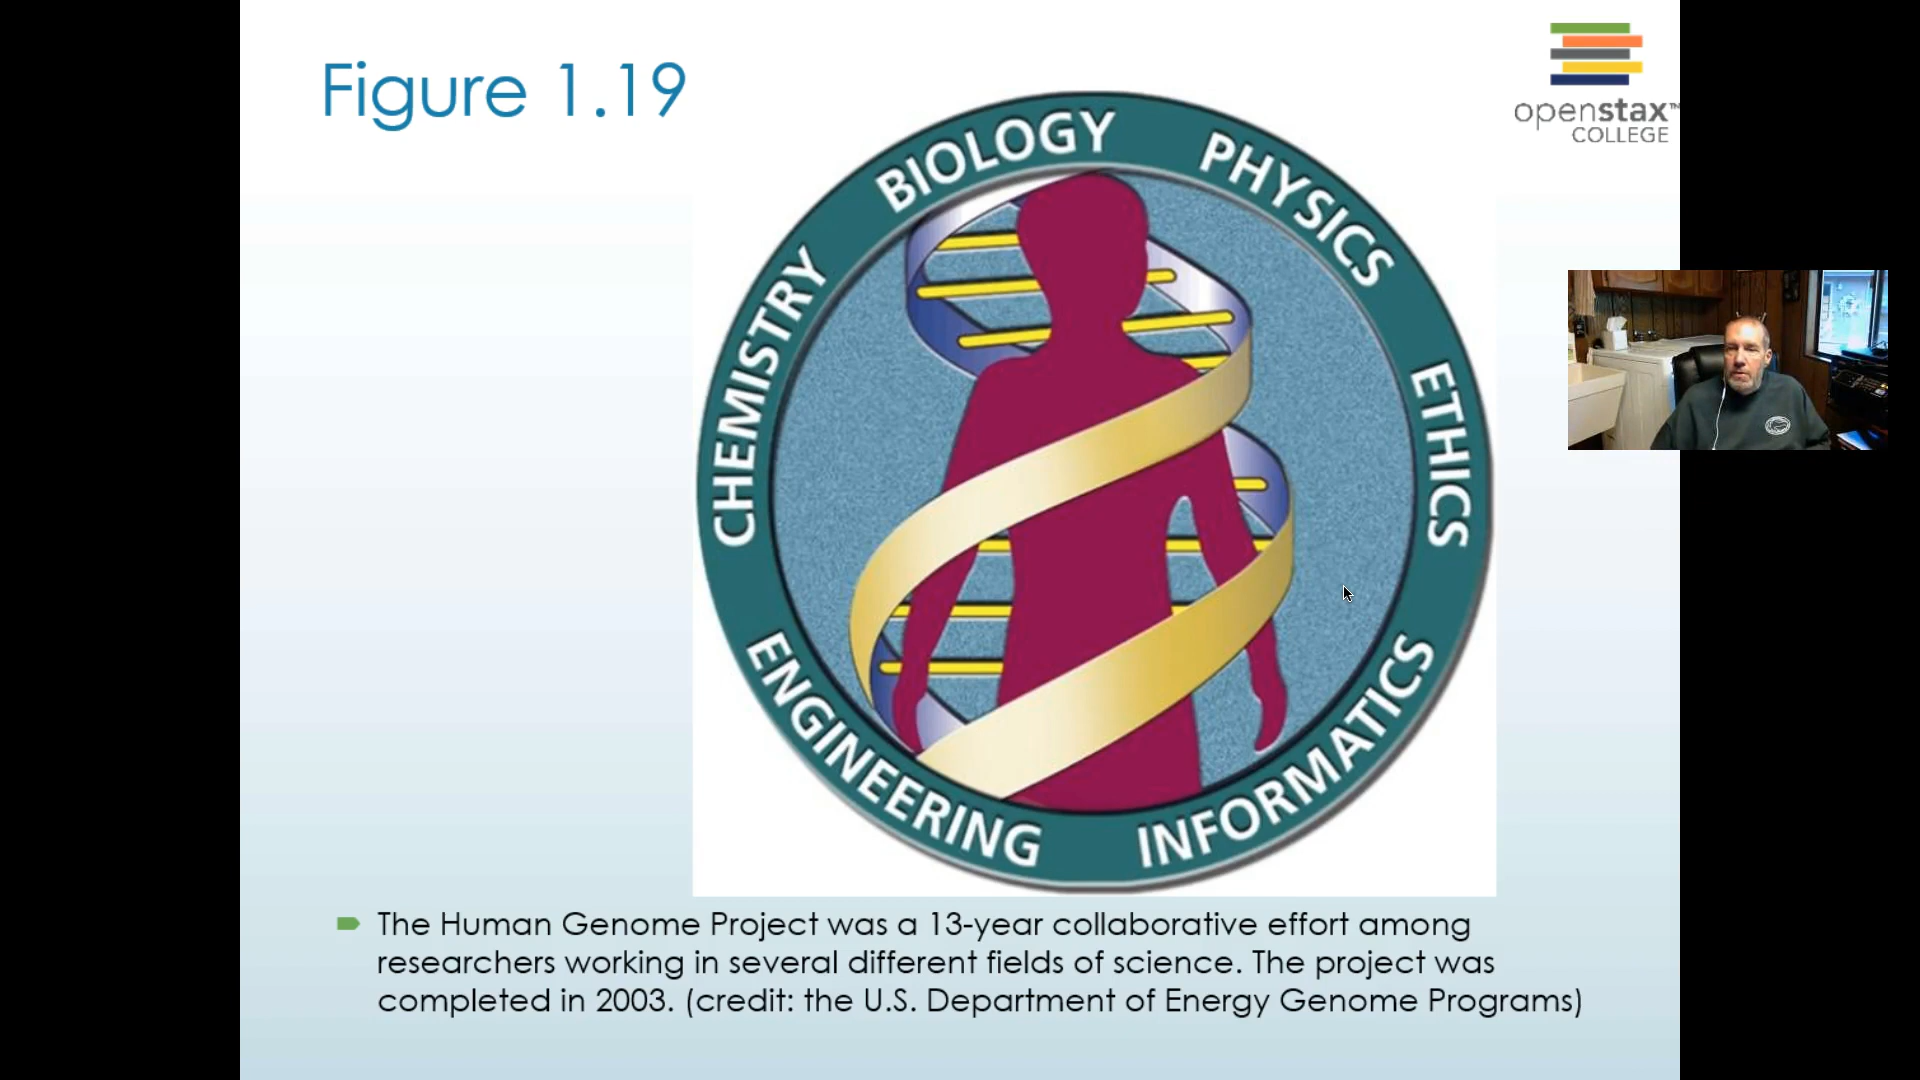 Figure 1.19
openstax™
COLLEGE
BIOLOGY
PHYSICS
CHEMISTRY
ETHICS
ENGINEERING
INFORMATICS
The Human Genome Project was a 13-year collaborative effort among
researchers working in several different fields of science. The project was
completed in 2003. (credit: the U.S. Department of Energy Genome Programs)